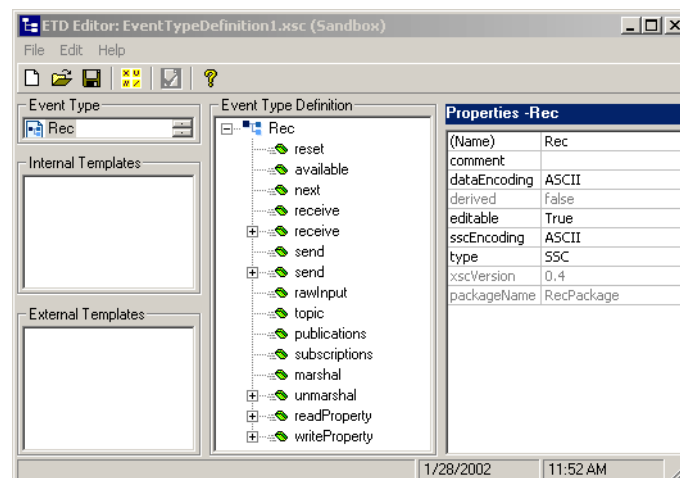 ETD Editor: EventTypeDefinition1.xsc (Sandbox)
File Edit Help
Event Type
Rec
Internal Templates
External Templates
Event Type Definition
Rec
reset
available
next
receive
receive
send
send
rawInput
topic
publications
subscriptions
marshal
unmarshal
readProperty
writeProperty
Properties -Rec
(Name) Rec
comment
dataEncoding ASCII
derived false
editable True
sscEncoding ASCII
type SSC
xscVersion 0.4
packageName RecPackage
1/28/2002 11:52 AM